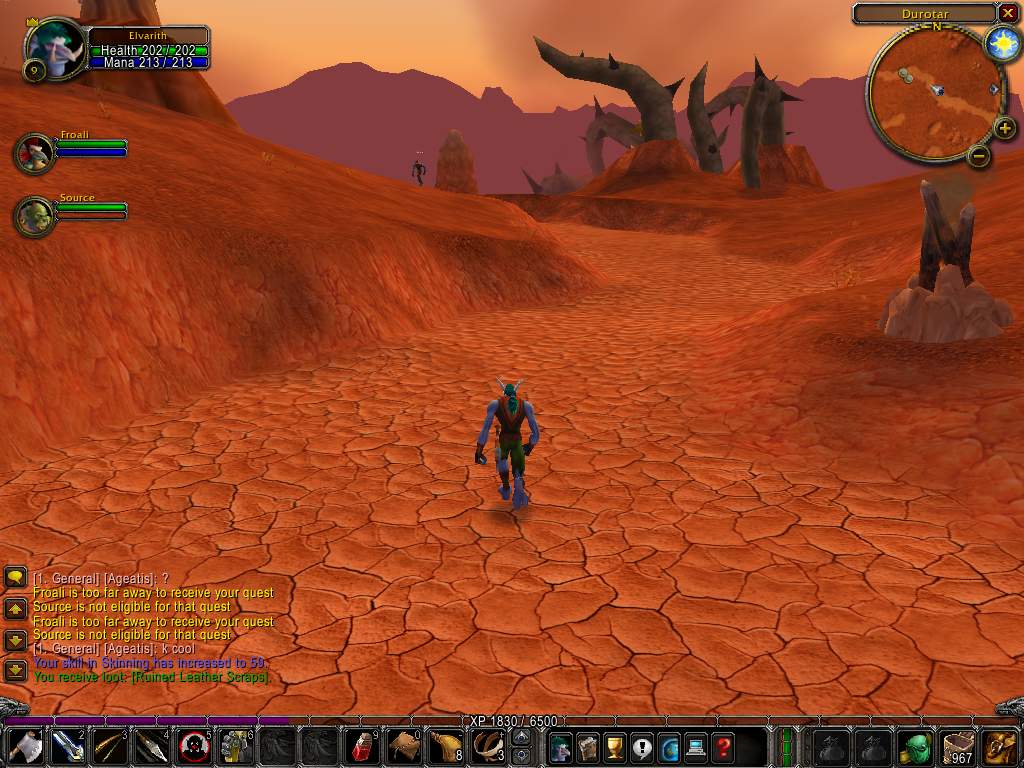 Elvarith
Health 202 / 202
Mana 213 / 213
9
Durotar
N
Froali
Source
[1. General] [Ageatis]: ?
Froali is too far away to receive your quest
Source is not eligible for that quest
Froali is too far away to receive your quest
Source is not eligible for that quest
[1. General] [Ageatis]: k cool
Your skill in Skinning has increased to 59.
You receive loot: [Ruined Leather Scraps].
XP 1830 / 6500
2 3 4 5 6 9 0 8 3 967